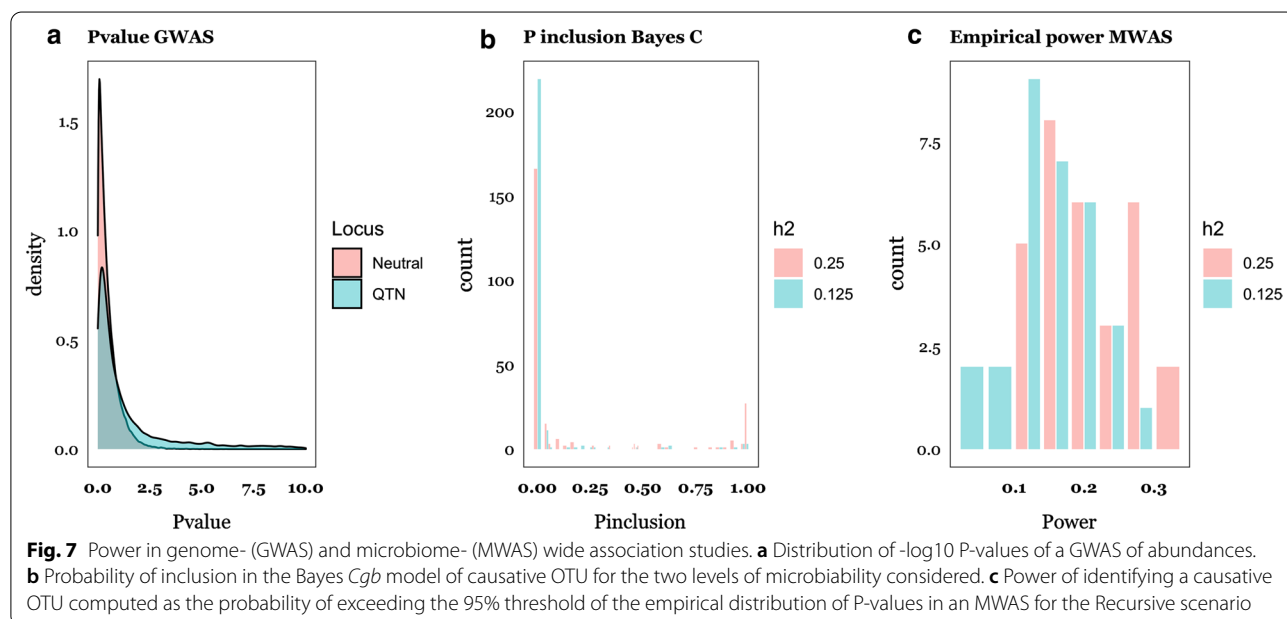 a Pvalue GWAS
1.5
1.0
0.5
0.0
density
0.0 2.5 5.0 7.5 10.0
Pvalue
Locus
Neutral
QTN
b P inclusion Bayes C
200
150
100
50
0
count
0.00 0.25 0.50 0.75 1.00
Pinclusion
h2
0.25
0.125
c Empirical power MWAS
7.5
5.0
2.5
0.0
count
0.1 0.2 0.3
Power
h2
0.25
0.125
Fig. 7 Power in genome- (GWAS) and microbiome- (MWAS) wide association studies. a Distribution of -log10 P-values of a GWAS of abundances.
b Probability of inclusion in the Bayes Cgb model of causative OTU for the two levels of microbiability considered. c Power of identifying a causative
OTU computed as the probability of exceeding the 95% threshold of the empirical distribution of P-values in an MWAS for the Recursive scenario